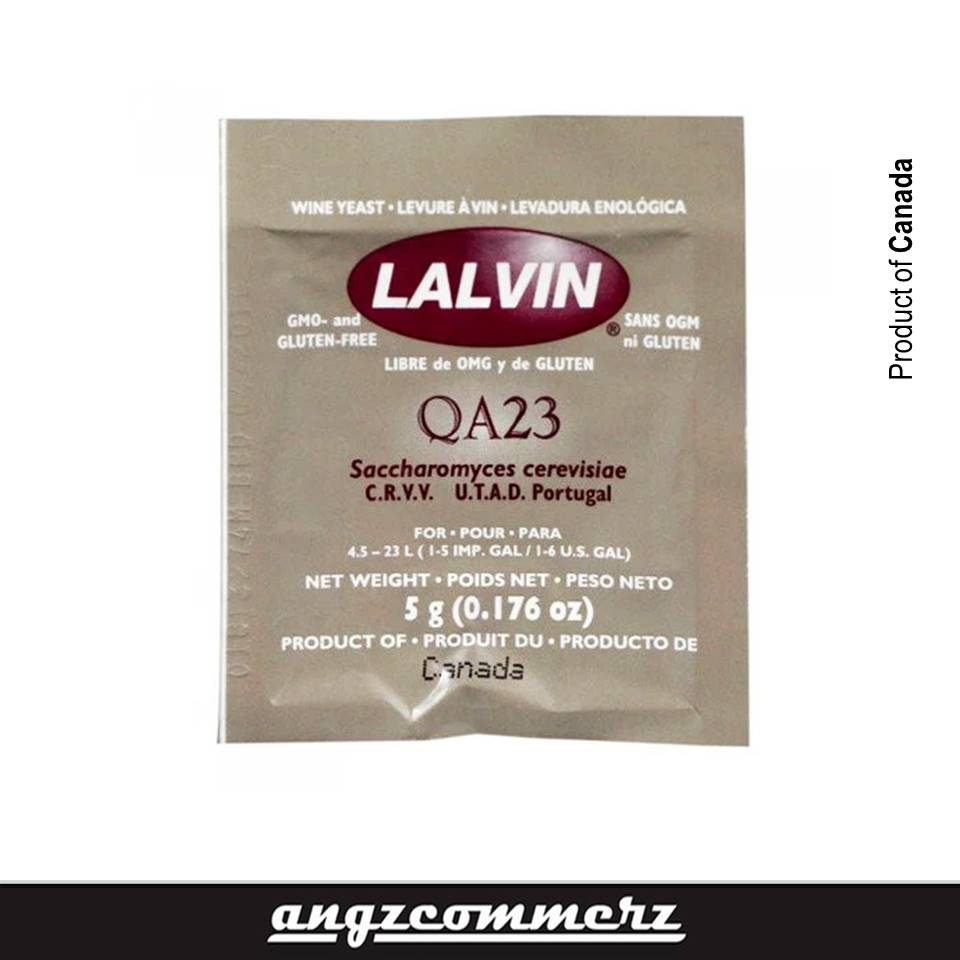 WINE YEAST • LEVURE À VIN • LEVADURA ENOLÓGICA
LALVIN®
GMO- and
GLUTEN-FREE
SANS OGM
ni GLUTEN
LIBRE de OMG y de GLUTEN
QA23
Saccharomyces cerevisiae
C.R.V.V. U.T.A.D. Portugal
FOR • POUR • PARA
4.5 – 23 L ( 1-5 IMP. GAL / 1-6 U.S. GAL)
NET WEIGHT • POIDS NET • PESO NETO
5 g (0.176 oz)
PRODUCT OF • PRODUIT DU • PRODUCTO DE
Canada
Product of Canada
angzcommerz